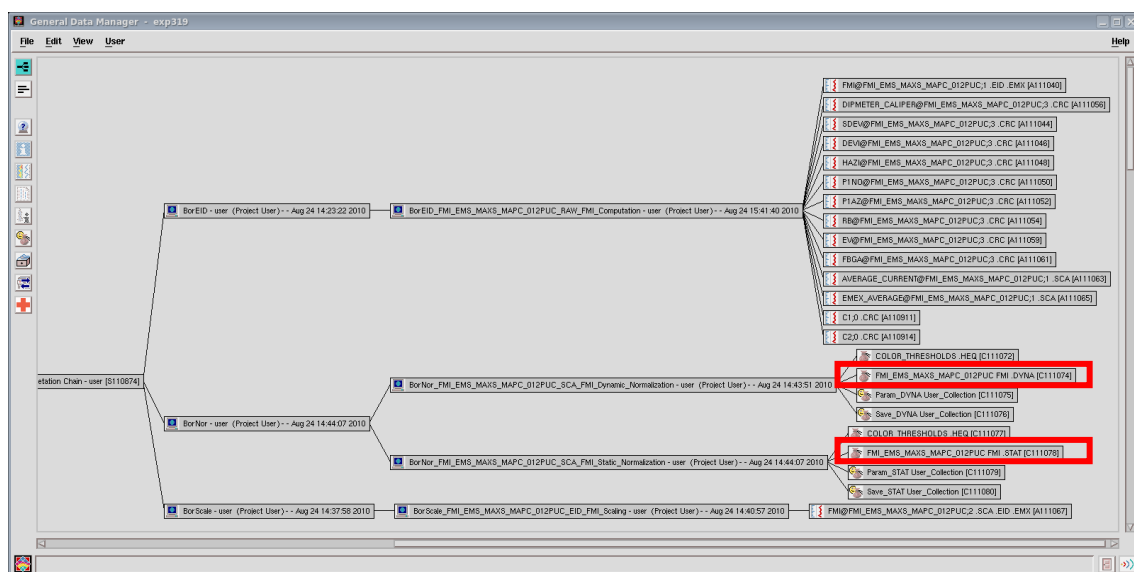 General Data Manager - exp319
File Edit View User Help
FMI@FMI_EMS_MAXS_MAPC_012PUC;1 .EID .EMX [A111040]
DIPMETER_CALIPER@FMI_EMS_MAXS_MAPC_012PUC;3 .CRC [A111056]
SDEV@FMI_EMS_MAXS_MAPC_012PUC;3 .CRC [A111044]
DEVI@FMI_EMS_MAXS_MAPC_012PUC;3 .CRC [A111046]
HAZI@FMI_EMS_MAXS_MAPC_012PUC;3 .CRC [A111048]
P1NO@FMI_EMS_MAXS_MAPC_012PUC;3 .CRC [A111050]
BorEID - user (Project User) - - Aug 24 14:23:22 2010
BorEID_FMI_EMS_MAXS_MAPC_012PUC_RAW_FMI_Computation - user (Project User) - - Aug 24 15:41:40 2010
P1AZ@FMI_EMS_MAXS_MAPC_012PUC;3 .CRC [A111052]
RB@FMI_EMS_MAXS_MAPC_012PUC;3 .CRC [A111054]
EV@FMI_EMS_MAXS_MAPC_012PUC;3 .CRC [A111059]
FBGA@FMI_EMS_MAXS_MAPC_012PUC;3 .CRC [A111061]
AVERAGE_CURRENT@FMI_EMS_MAXS_MAPC_012PUC;1 .SCA [A111063]
EMEX_AVERAGE@FMI_EMS_MAXS_MAPC_012PUC;1 .SCA [A111065]
C1;0 .CRC [A110911]
C2;0 .CRC [A110914]
COLOR_THRESHOLDS .HEQ [C111072]
etation Chain - user [S110874]
BorNor_FMI_EMS_MAXS_MAPC_012PUC_SCA_FMI_Dynamic_Normalization - user (Project User) - - Aug 24 14:43:51 2010
FMI_EMS_MAXS_MAPC_012PUC FMI .DYNA [C111074]
Param_DYNA User_Collection [C111075]
Save_DYNA User_Collection [C111076]
BorNor - user (Project User) - - Aug 24 14:44:07 2010
COLOR THRESHOLDS .HEQ [C111077]
BorNor_FMI_EMS_MAXS_MAPC_012PUC_SCA_FMI_Static_Normalization - user (Project User) - - Aug 24 14:44:07 2010
FMI_EMS_MAXS_MAPC_012PUC FMI .STAT [C111078]
Param_STAT User_Collection [C111079]
Save_STAT User_Collection [C111080]
BorScale - user (Project User) - - Aug 24 14:37:58 2010
BorScale_FMI_EMS_MAXS_MAPC_012PUC_EID_FMI_Scaling - user (Project User) - - Aug 24 14:40:57 2010
FMI@FMI_EMS_MAXS_MAPC_012PUC;2 .SCA .EID .EMX [A111067]